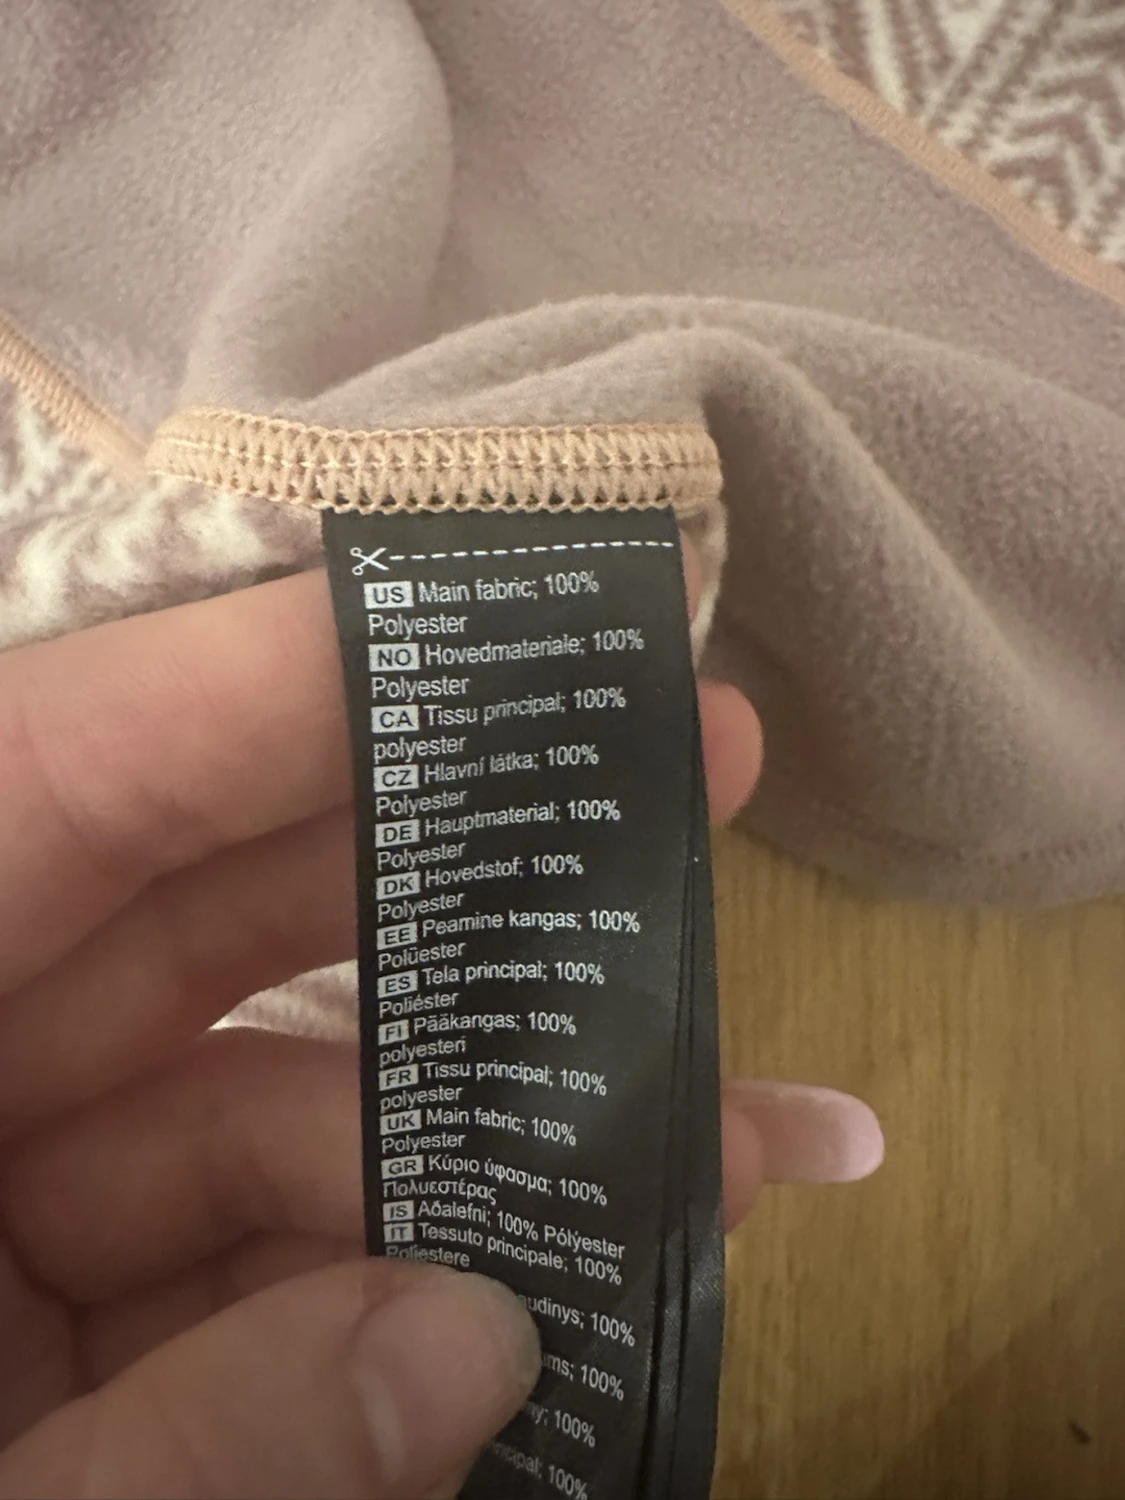 US Main fabric; 100%
Polyester
NO Hovedmateriale; 100%
Polyester
CA Tissu principal; 100%
polyester
CZ Hlavní látka; 100%
Polyester
DE Hauptmaterial; 100%
Polyester
DK Hovedstof; 100%
Polyester
EE Peamine kangas; 100%
Polüester
ES Tela principal; 100%
Poliéster
FI Pääkangas; 100%
polyesteri
FR Tissu principal; 100%
polyester
UK Main fabric; 100%
Polyester
GR Κύριο ύφασμα; 100%
Πολυεστέρας
IS Aðalefni; 100% Pólýester
IT Tessuto principale; 100%
Poliestere
100%
100%
100%
100%